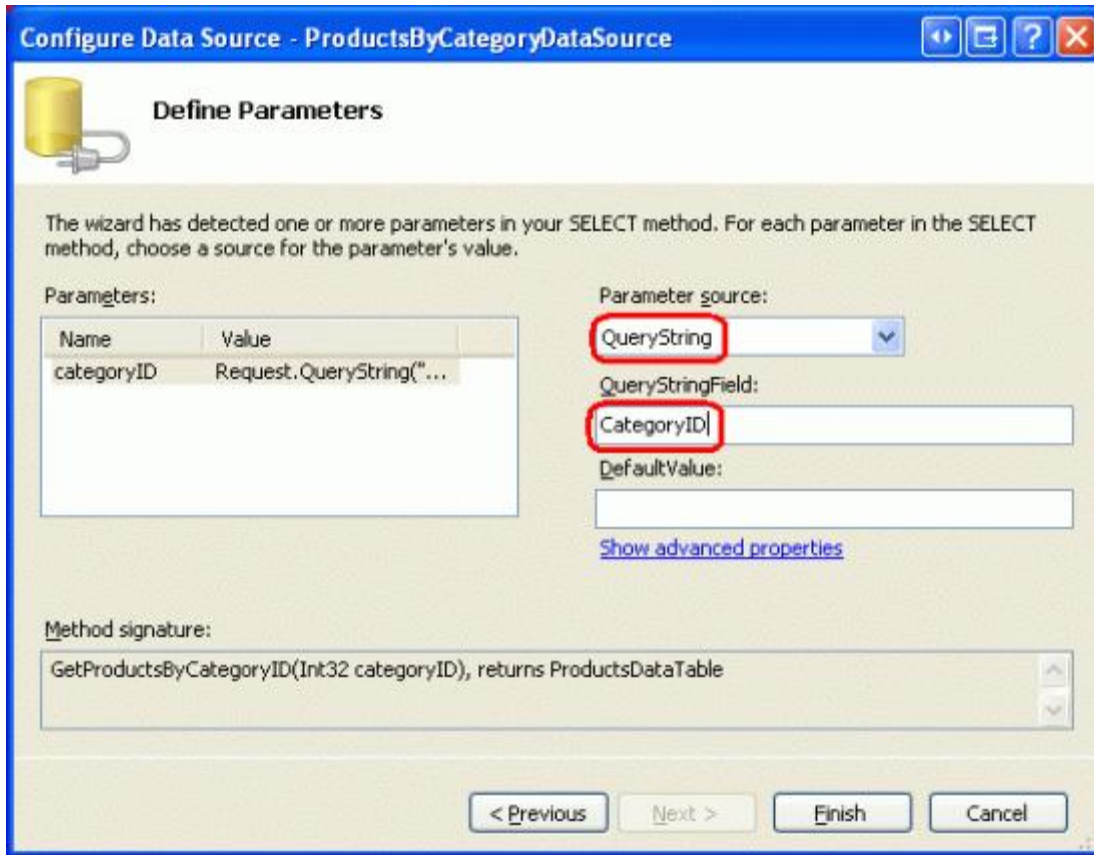 Configure Data Source - ProductsByCategoryDataSource
Define Parameters
The wizard has detected one or more parameters in your SELECT method. For each parameter in the SELECT
method, choose a source for the parameter's value.
Parameters:
Name Value
categoryID Request.QueryString("...
Parameter source:
QueryString
QueryStringField:
CategoryID
DefaultValue:
Show advanced properties
Method signature:
GetProductsByCategoryID(Int32 categoryID), returns ProductsDataTable
< Previous Next > Finish Cancel